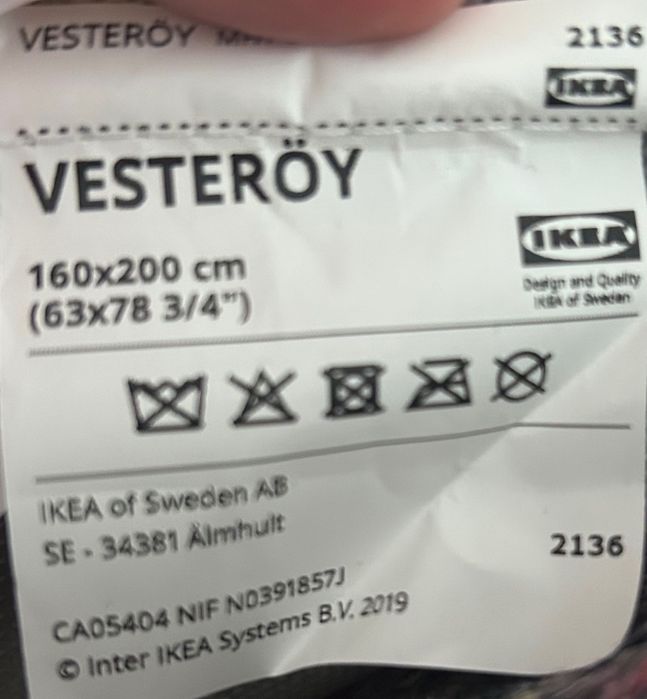 VESTERÖY
2136
IKEA
VESTERÖY
160x200 cm
(63x78 3/4")
IKEA
Design and Quality
IKEA of Sweden
IKEA of Sweden AB
SE - 34381 Älmhult
2136
CA05404 NIF N0391857J
© Inter IKEA Systems B.V. 2019